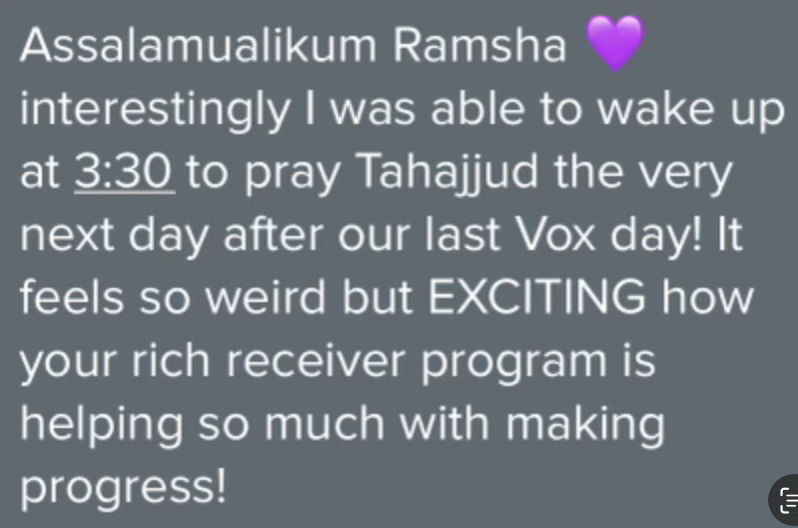 Assalamualikum Ramsha 💜
interestingly I was able to wake up
at 3:30 to pray Tahajjud the very
next day after our last Vox day! It
feels so weird but EXCITING how
your rich receiver program is
helping so much with making
progress!